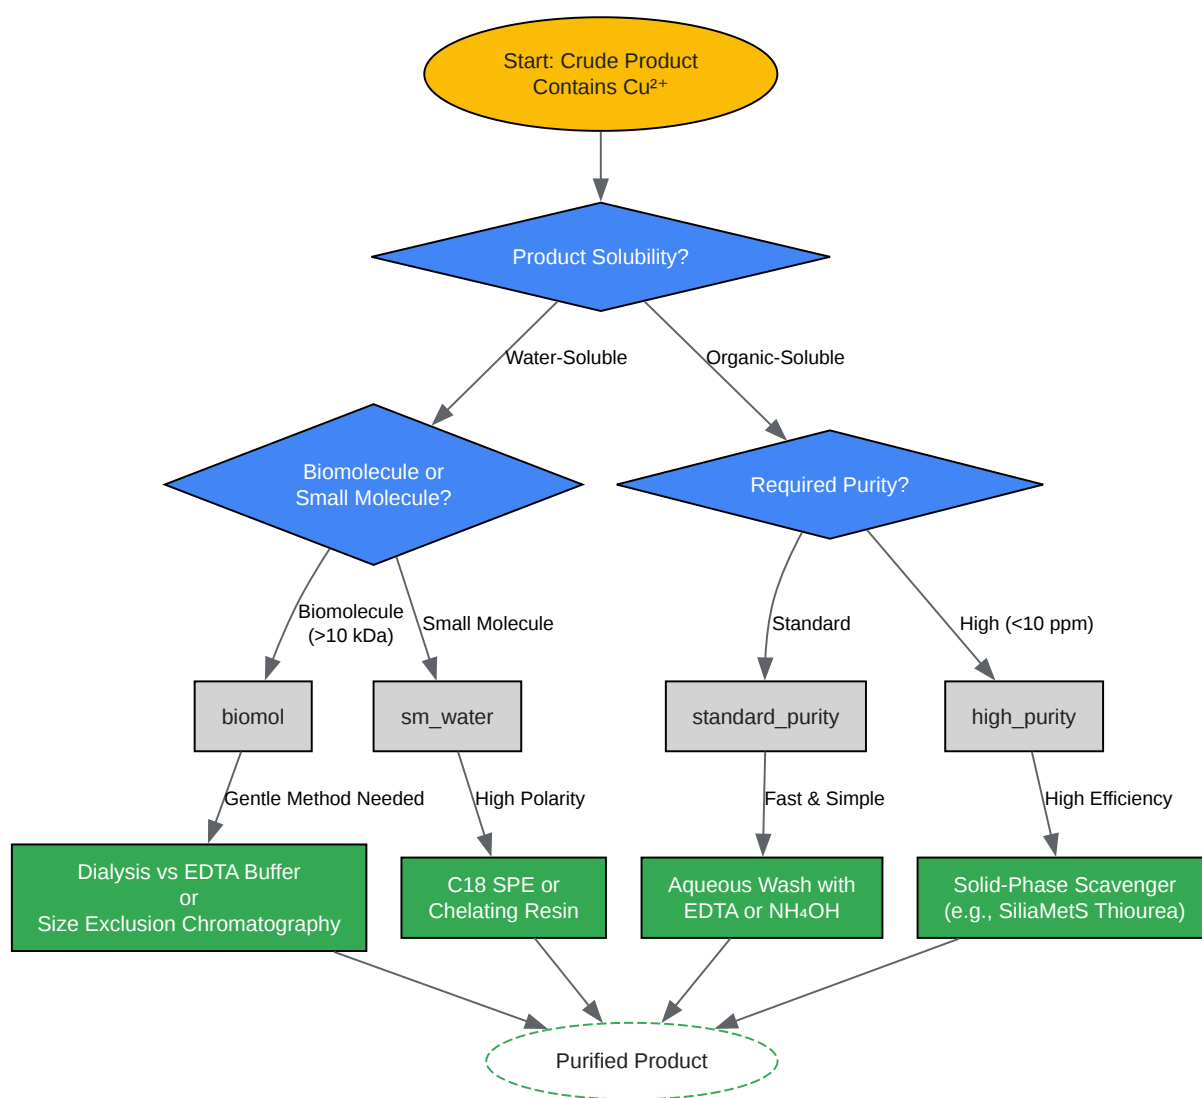 Start: Crude Product
Contains Cu²⁺
Product Solubility?
Water-Soluble
Organic-Soluble
Biomolecule or
Small Molecule?
Required Purity?
Biomolecule
(>10 kDa)
Small Molecule
Standard
High (<10 ppm)
biomol
sm_water
standard_purity
high_purity
Gentle Method Needed
High Polarity
Fast & Simple
High Efficiency
Dialysis vs EDTA Buffer
or
Size Exclusion Chromatography
C18 SPE or
Chelating Resin
Aqueous Wash with
EDTA or NH₄OH
Solid-Phase Scavenger
(e.g., SiliaMetS Thiourea)
Purified Product